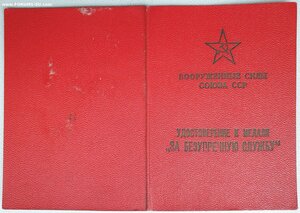 ВООРУЖЕННЫЕ СИЛЫ
СОЮЗА ССР
УДОСТОВЕРЕНИЕ К МЕДАЛИ
„ЗА БЕЗУПРЕЧНУЮ СЛУЖБУ“